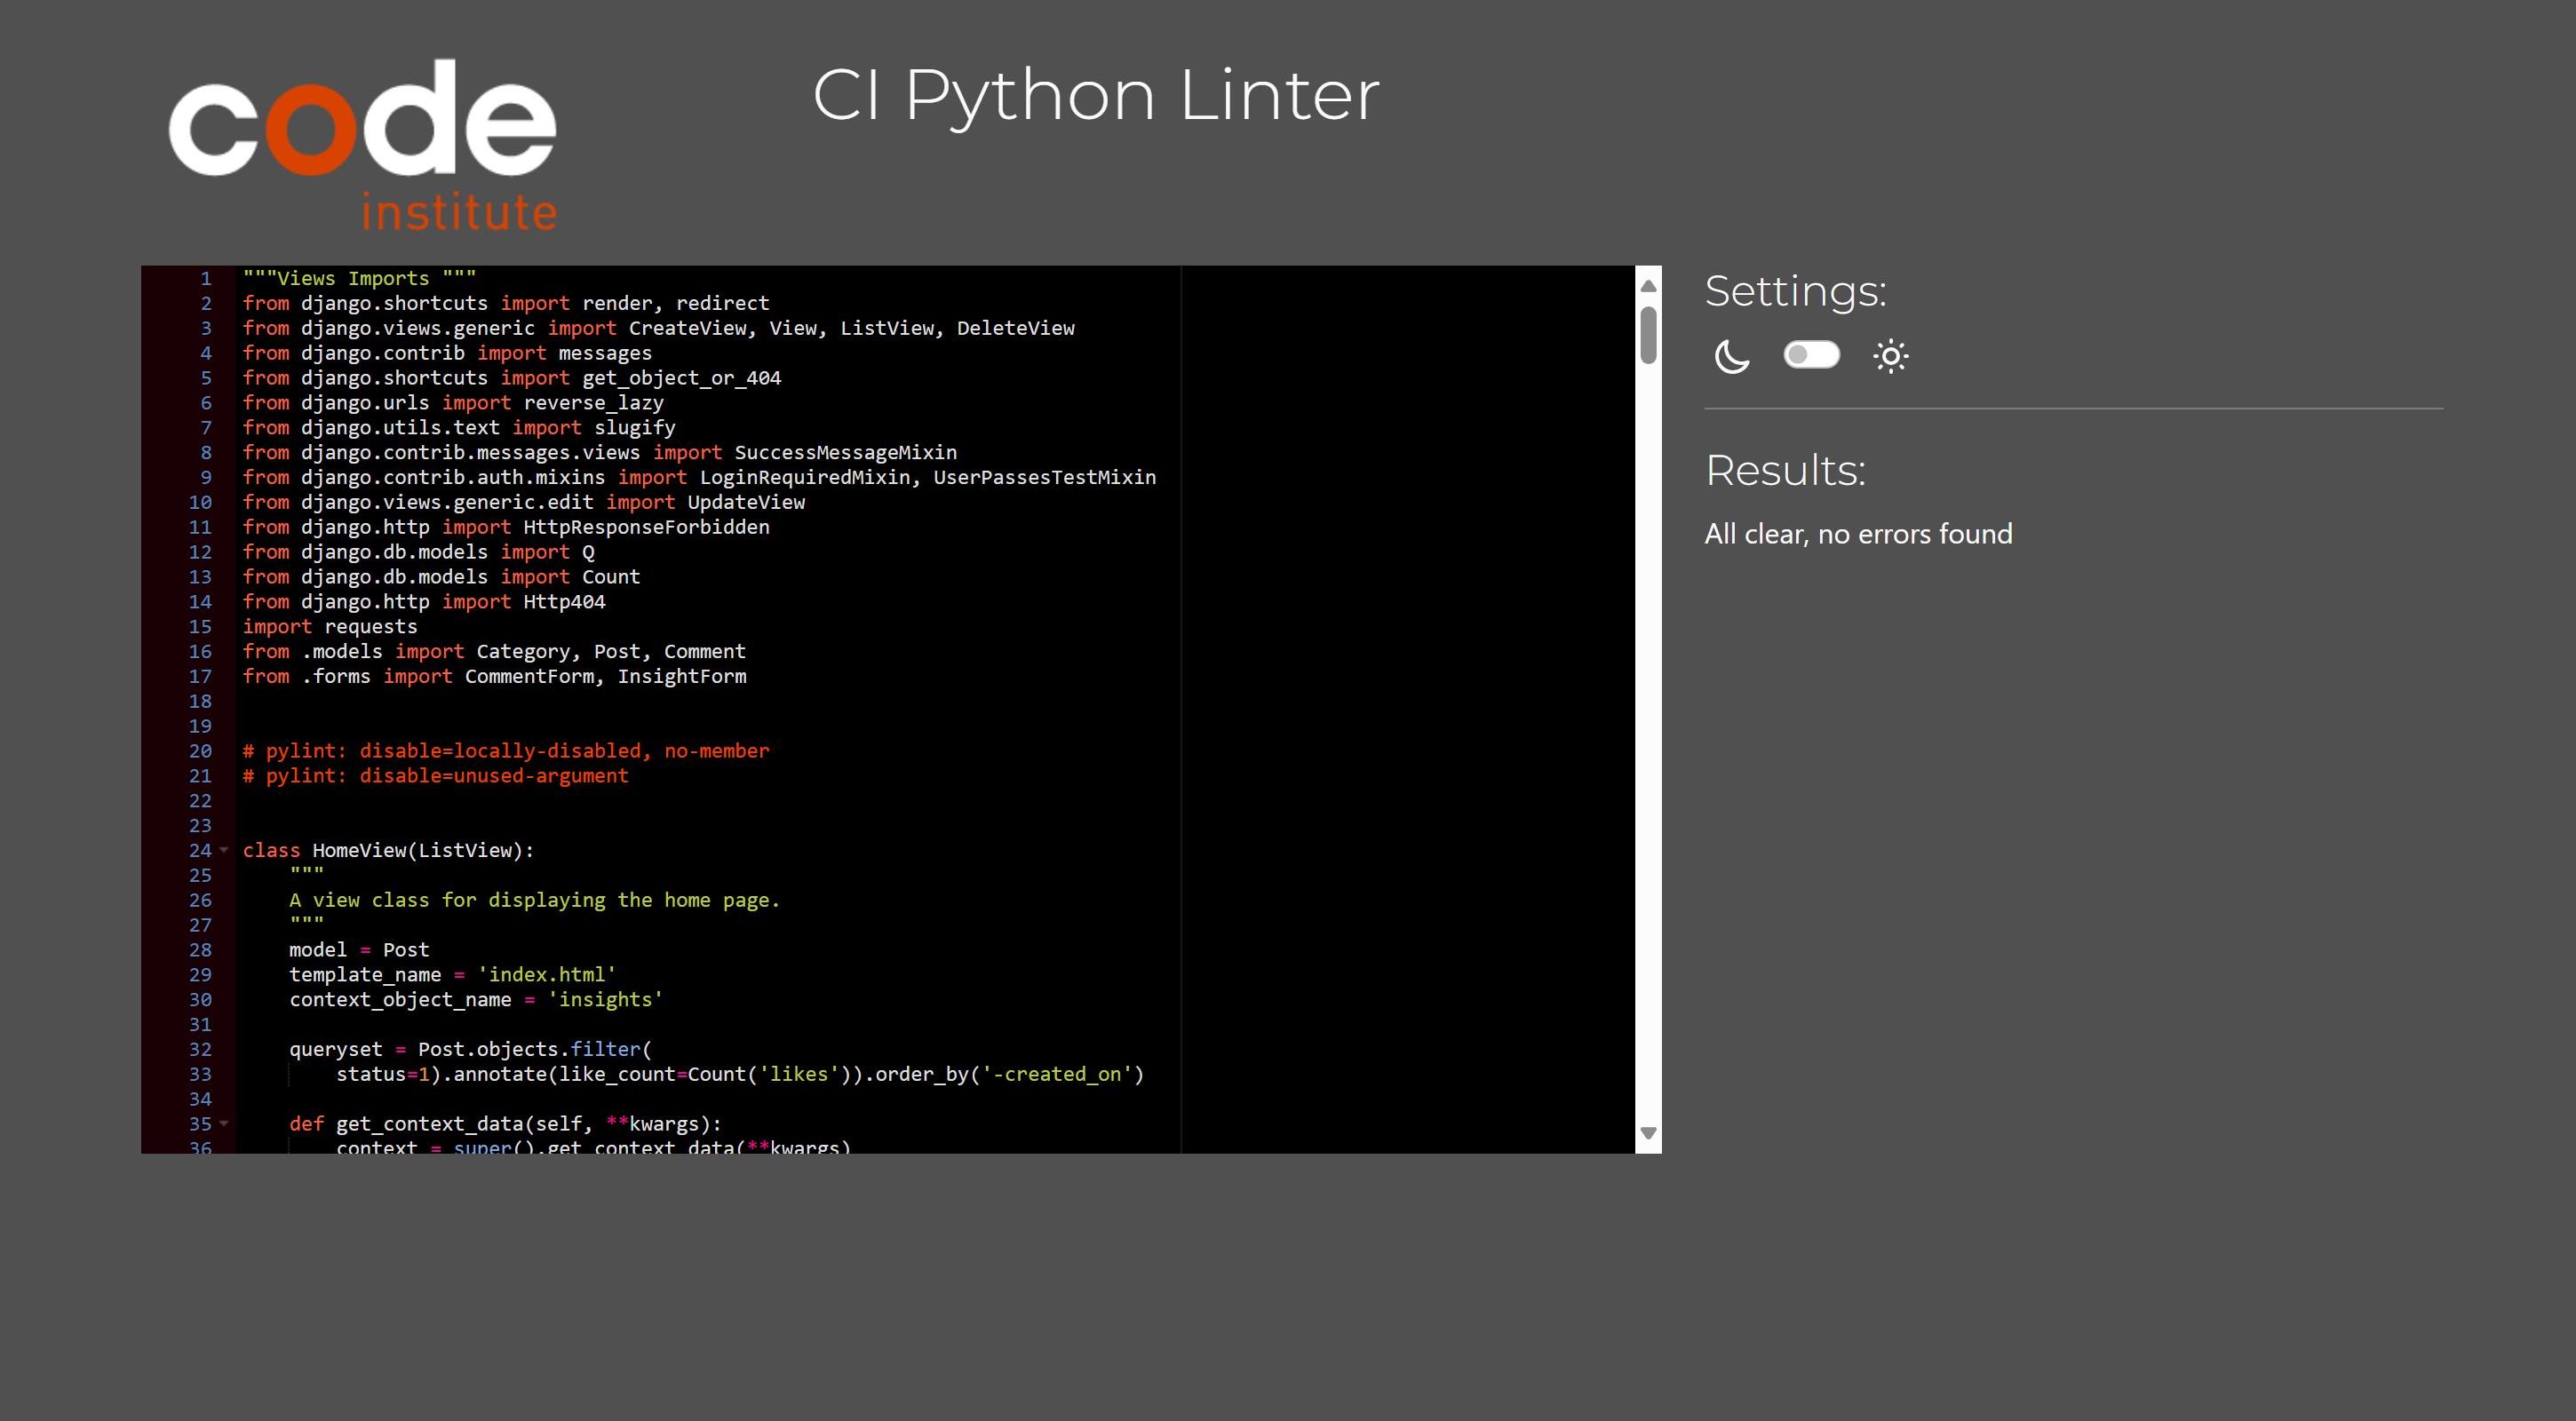 code
institute
CI Python Linter
1 """Views Imports """
2 from django.shortcuts import render, redirect
3 from django.views.generic import CreateView, View, ListView, DeleteView
4 from django.contrib import messages
5 from django.shortcuts import get_object_or_404
6 from django.urls import reverse_lazy
7 from django.utils.text import slugify
8 from django.contrib.messages.views import SuccessMessageMixin
9 from django.contrib.auth.mixins import LoginRequiredMixin, UserPassesTestMixin
10 from django.views.generic.edit import UpdateView
11 from django.http import HttpResponseForbidden
12 from django.db.models import Q
13 from django.db.models import Count
14 from django.http import Http404
15 import requests
16 from .models import Category, Post, Comment
17 from .forms import CommentForm, InsightForm
18
19
20 # pylint: disable=locally-disabled, no-member
21 # pylint: disable=unused-argument
22
23
24 class HomeView(ListView):
25 """
26 A view class for displaying the home page.
27 """
28 model = Post
29 template_name = 'index.html'
30 context_object_name = 'insights'
31
32 queryset = Post.objects.filter(
33 status=1).annotate(like_count=Count('likes')).order_by('-created_on')
34
35 def get_context_data(self, **kwargs):
36 context = super().get_context_data(**kwargs)
Settings:
Results:
All clear, no errors found